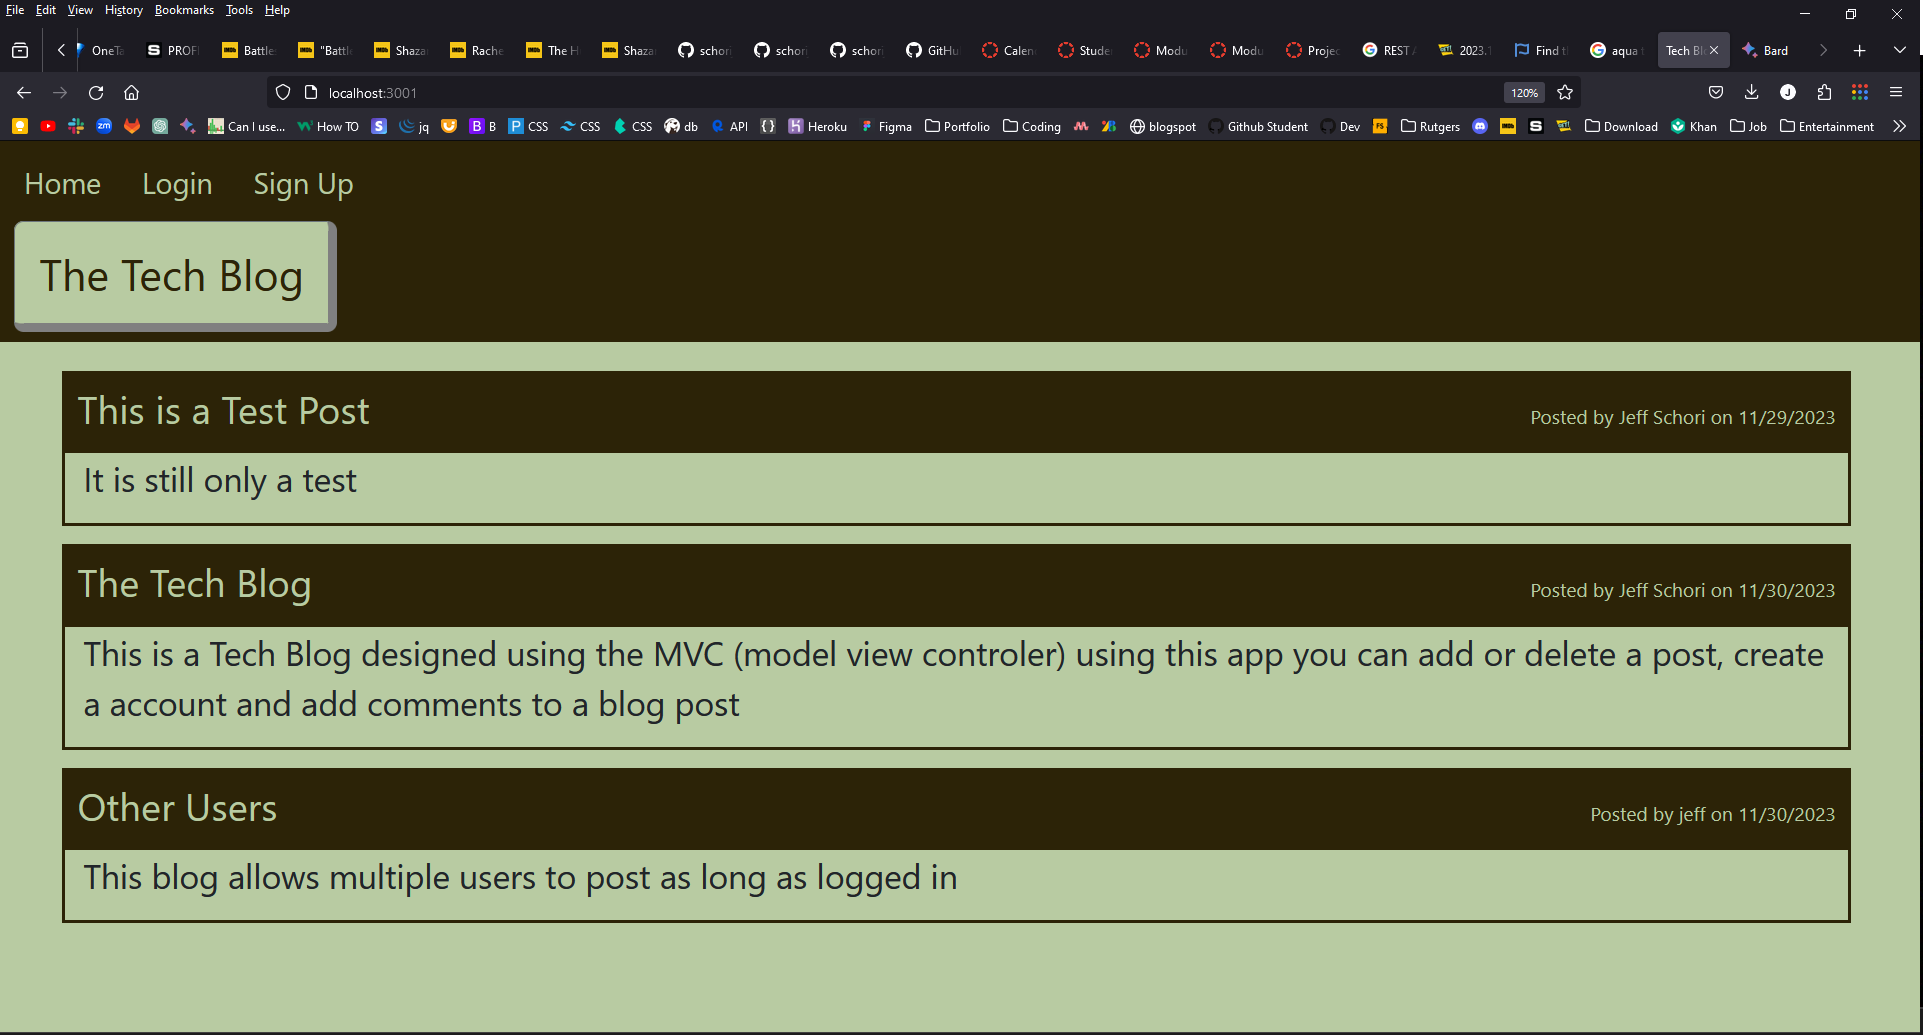 File Edit View History Bookmarks Tools Help
OneTa PROFI Battle "Battle Shaza Rache The H Shaza schori schori schori GitHu Calen Stude Modu Modu Projec REST A 2023.1 Find t aqua t Tech Bl Bard
localhost:3001 120%
Can I use... How TO jq B CSS CSS CSS db API Heroku Figma Portfolio Coding blogspot Github Student Dev Rutgers Download Khan Job Entertainment
Home Login Sign Up
The Tech Blog
This is a Test Post Posted by Jeff Schori on 11/29/2023
It is still only a test
The Tech Blog Posted by Jeff Schori on 11/30/2023
This is a Tech Blog designed using the MVC (model view controler) using this app you can add or delete a post, create
a account and add comments to a blog post
Other Users Posted by jeff on 11/30/2023
This blog allows multiple users to post as long as logged in